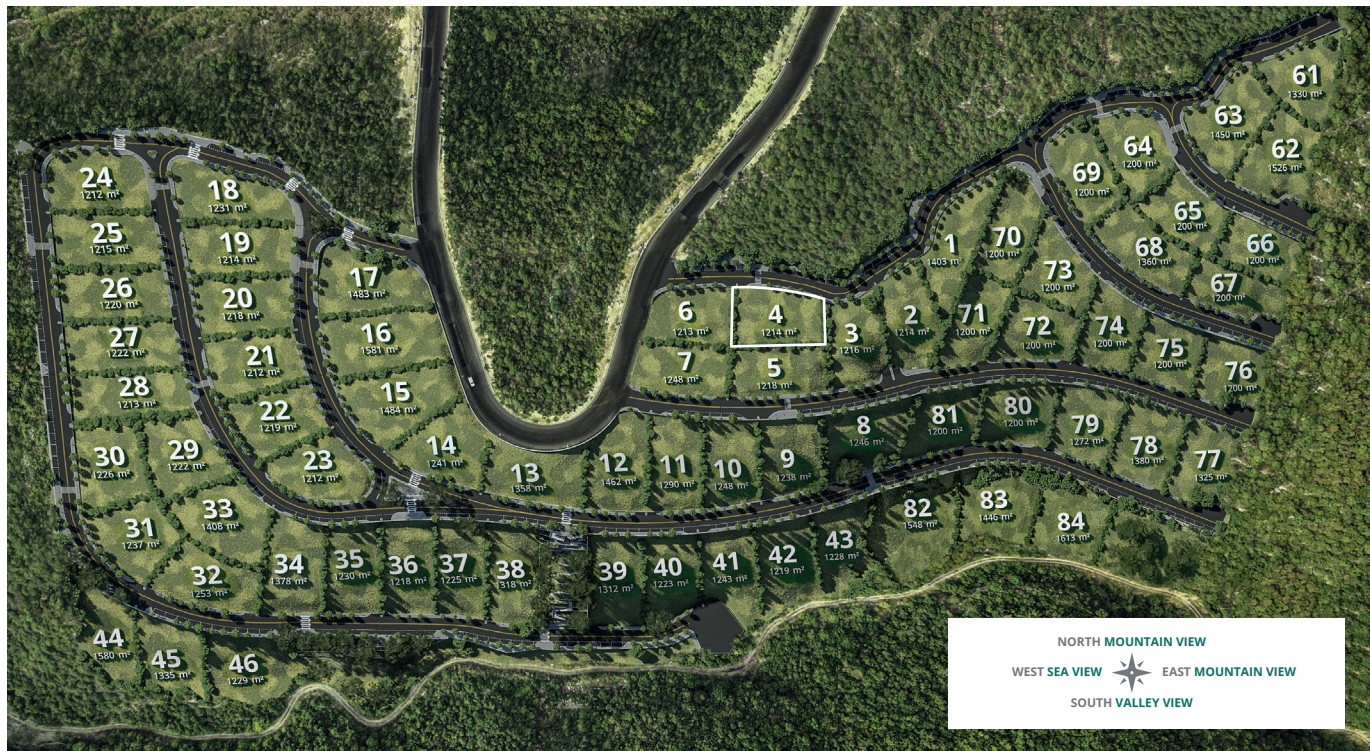 24
1212 m²
25
1215 m²
26
1220 m²
27
1222 m²
28
1213 m²
30
1226 m²
29
1222 m²
31
1237 m²
33
1408 m²
32
1253 m²
44
1580 m²
45
1335 m²
46
1229 m²
18
1231 m²
19
1214 m²
20
1218 m²
21
1212 m²
22
1219 m²
23
1212 m²
17
1483 m²
16
1581 m²
15
1484 m²
14
1241 m²
13
1358 m²
34
1378 m²
35
1230 m²
36
1218 m²
37
1225 m²
38
318 m²
39
1312 m²
40
1223 m²
41
1243 m²
42
1219 m²
43
1228 m²
12
1462 m²
11
1290 m²
10
1248 m²
9
1238 m²
8
1246 m²
6
1213 m²
7
1248 m²
4
1214 m²
5
1218 m²
3
1216 m²
2
1214 m²
1
1403 m²
70
1200 m²
71
1200 m²
73
1200 m²
72
1200 m²
74
1200 m²
75
1200 m²
76
1200 m²
61
1330 m²
63
1450 m²
62
1526 m²
64
1200 m²
69
1200 m²
65
1200 m²
66
1200 m²
68
1360 m²
67
1200 m²
81
1200 m²
80
1200 m²
79
1272 m²
78
1380 m²
77
1325 m²
82
1548 m²
83
1446 m²
84
1613 m²
NORTH MOUNTAIN VIEW
WEST SEA VIEW EAST MOUNTAIN VIEW
SOUTH VALLEY VIEW